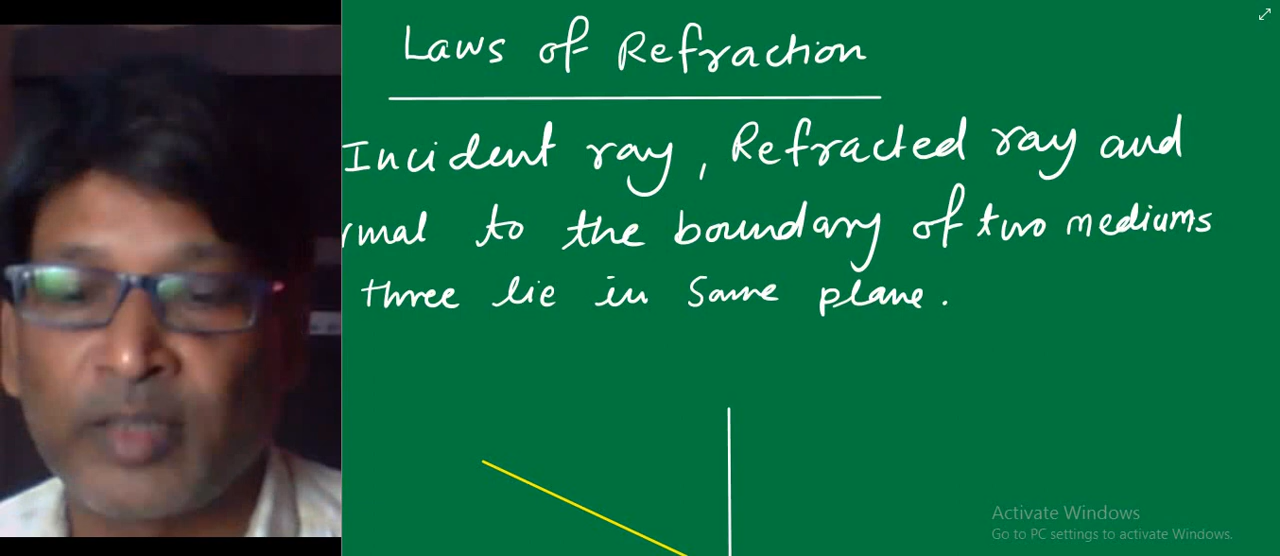 Laws of Refraction
Incident ray, Refracted ray and
rmal to the boundary of two mediums
three lie in same plane.
Activate Windows
Go to PC settings to activate Windows.